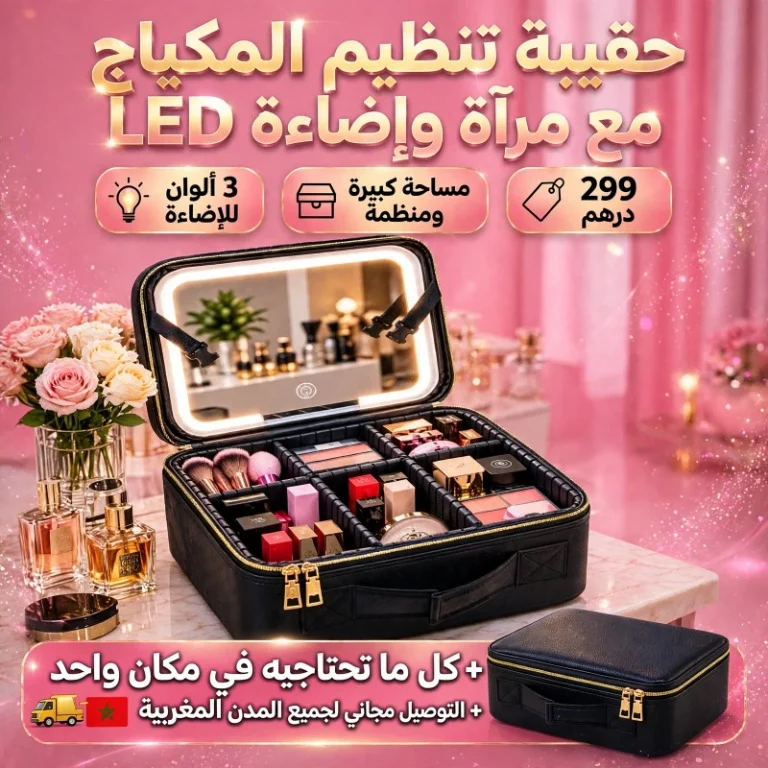 حقيبة تنظيم المكياج
مع مرآة وإضاءة LED
299
درهم
مساحة كبيرة
ومنظمة
3 ألوان
للإضاءة
+ كل ما تحتاجيه في مكان واحد
+ التوصيل مجاني لجميع المدن المغربية